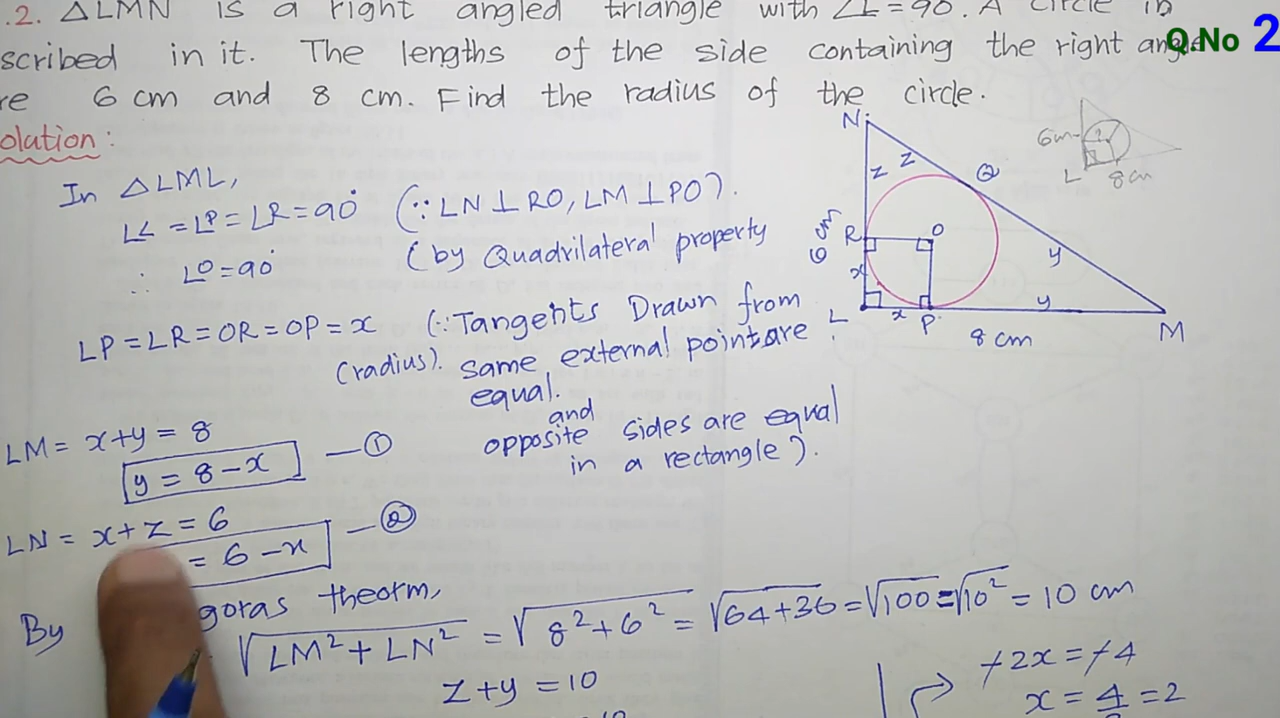 .2. △LMN is a right angled triangle with ∠L=90. A circle in
scribed in it. The lengths of the side containing the right angle
Q.No 2
re 6 cm and 8 cm. Find the radius of the circle.
olution:
In △LML,
∠L = ∠P = ∠R = 90° (∵ LN ⊥ RO, LM ⊥ PO).
∴ ∠O = 90° (by Quadrilateral property
LP = LR = OR = OP = x (∵ Tangents Drawn from
(radius). same external point are
equal.
and
opposite sides are equal
in a rectangle).
LM = x+y = 8
y = 8-x —①
LN = x+z = 6
= 6-x —②
By goras theorm,
√LM²+LN² = √8²+6² = √64+36 = √100 = √10² = 10 cm
z+y = 10
+2x = +4
x = 4 = 2
N
z
z
Q
6 cm
R
O
x
y
L
x
P
y
8 cm
M
6cm
L
8cm